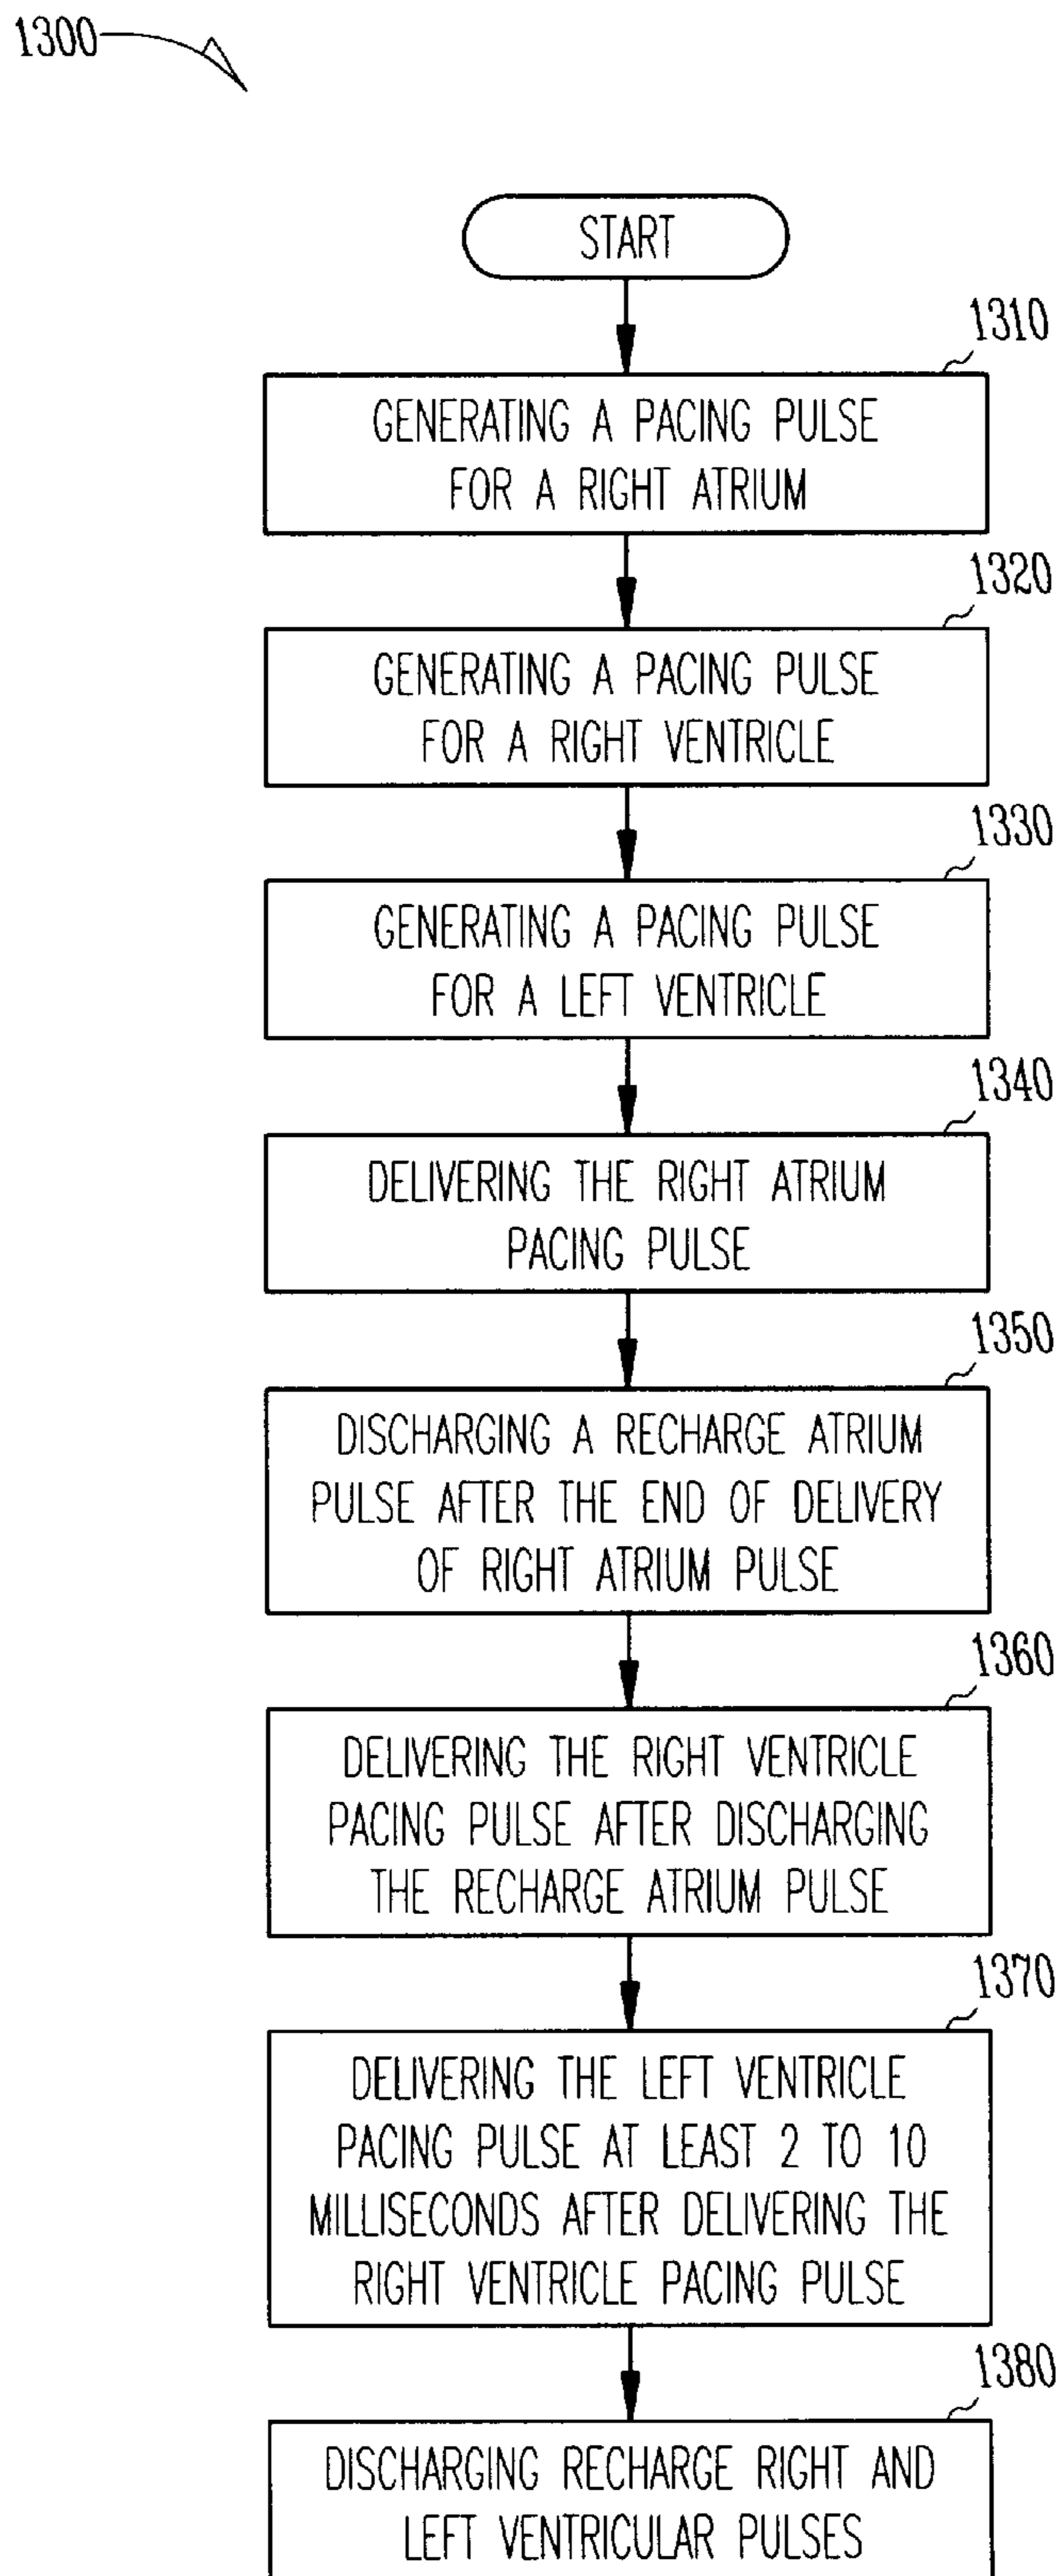 1300
START
1310
GENERATING A PACING PULSE
FOR A RIGHT ATRIUM
1320
GENERATING A PACING PULSE
FOR A RIGHT VENTRICLE
1330
GENERATING A PACING PULSE
FOR A LEFT VENTRICLE
1340
DELIVERING THE RIGHT ATRIUM
PACING PULSE
1350
DISCHARGING A RECHARGE ATRIUM
PULSE AFTER THE END OF DELIVERY
OF RIGHT ATRIUM PULSE
1360
DELIVERING THE RIGHT VENTRICLE
PACING PULSE AFTER DISCHARGING
THE RECHARGE ATRIUM PULSE
1370
DELIVERING THE LEFT VENTRICLE
PACING PULSE AT LEAST 2 TO 10
MILLISECONDS AFTER DELIVERING THE
RIGHT VENTRICLE PACING PULSE
1380
DISCHARGING RECHARGE RIGHT AND
LEFT VENTRICULAR PULSES